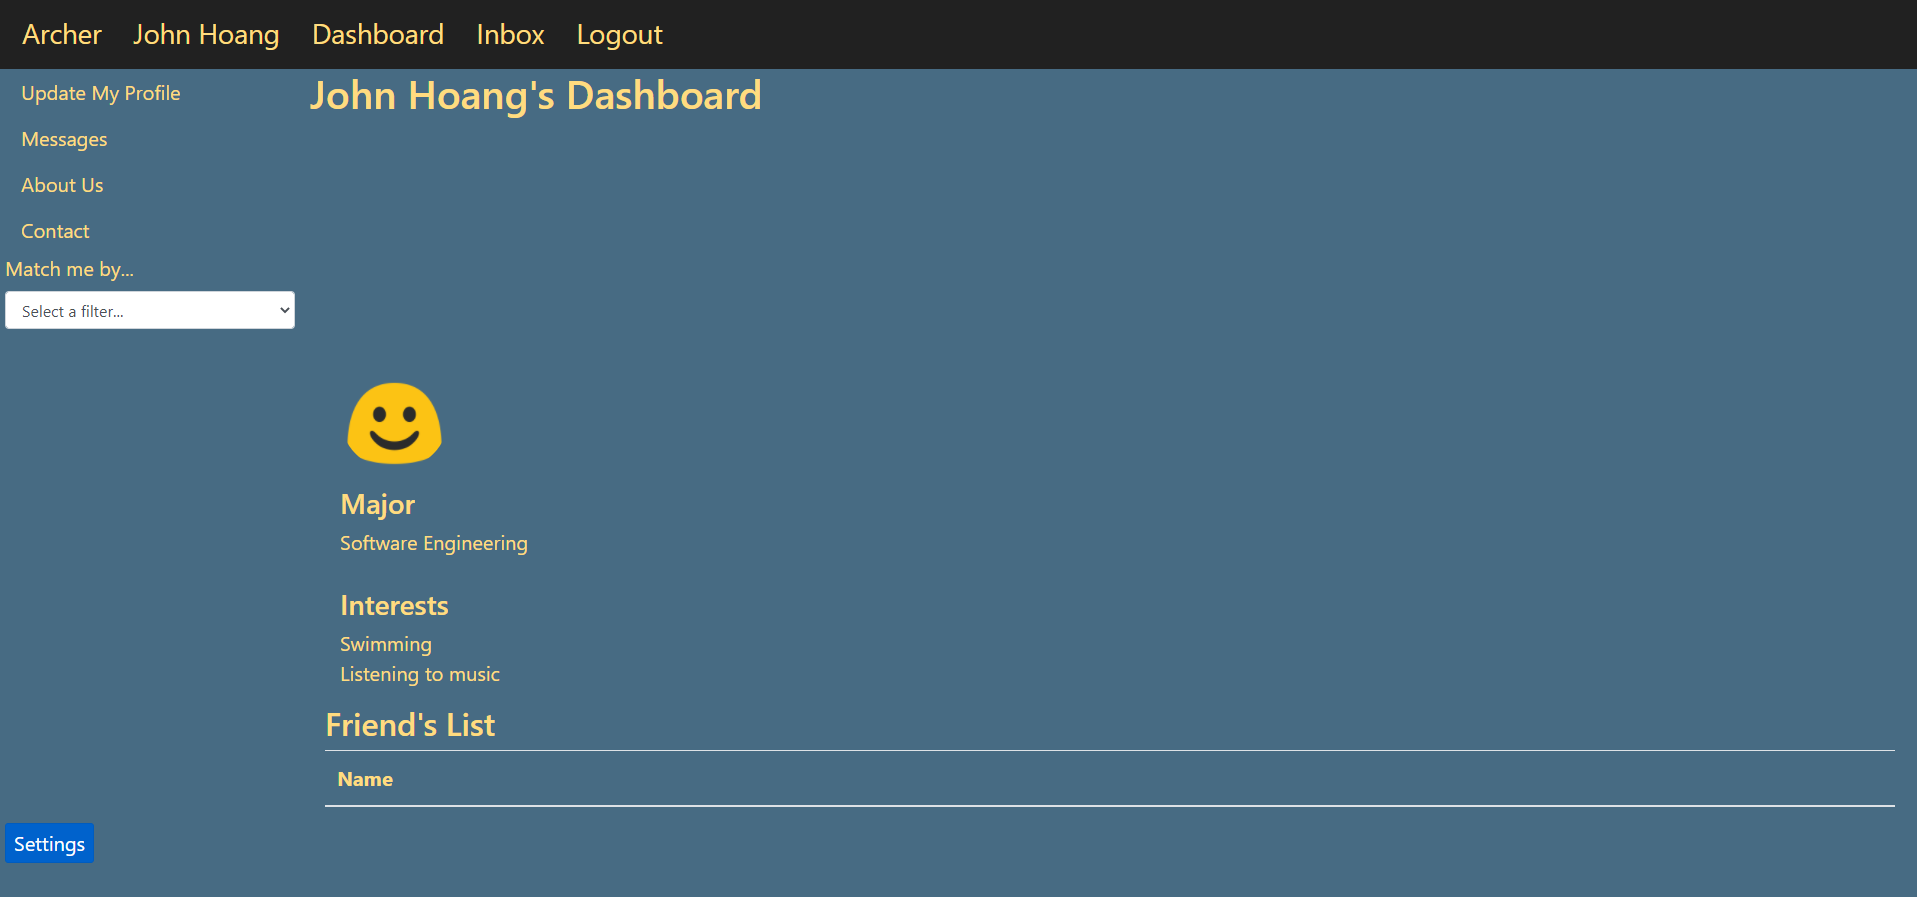 Archer John Hoang Dashboard Inbox Logout
Update My Profile
Messages
About Us
Contact
Match me by...
Select a filter...
John Hoang's Dashboard
Major
Software Engineering
Interests
Swimming
Listening to music
Friend's List
Name
Settings